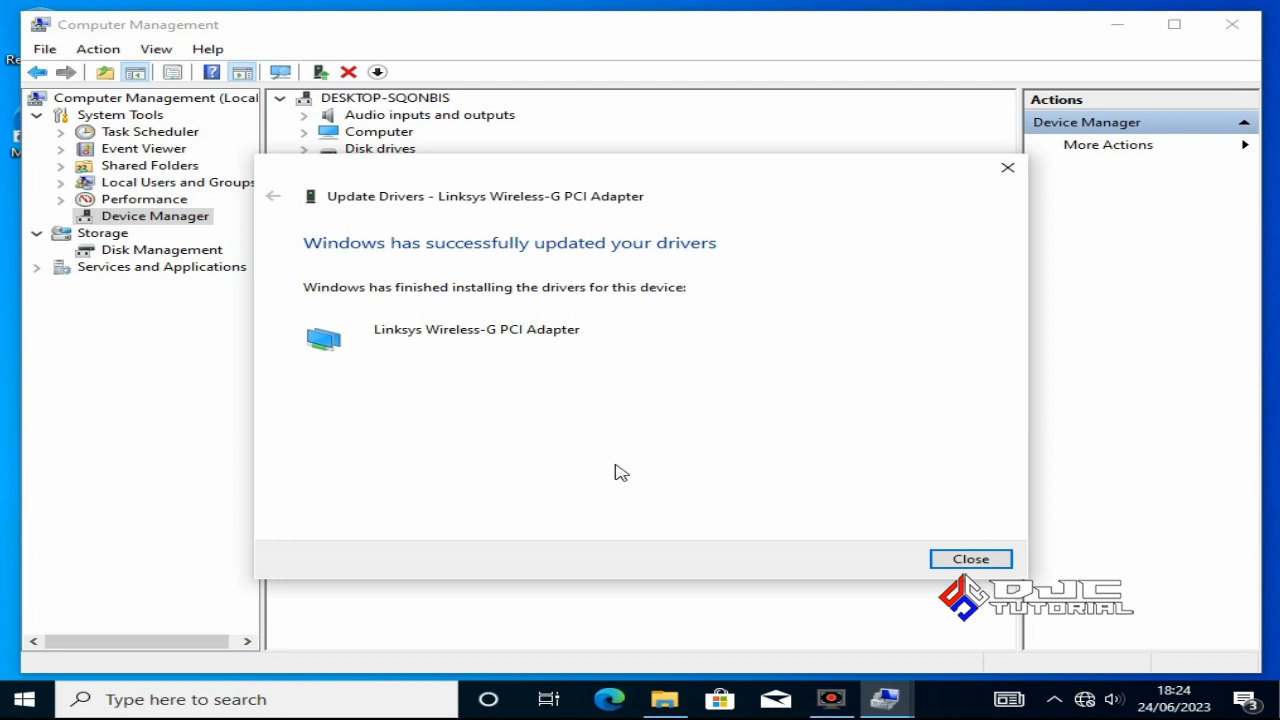 Computer Management
File Action View Help
Computer Management (Local
System Tools
Task Scheduler
Event Viewer
Shared Folders
Local Users and Groups
Performance
Device Manager
Storage
Disk Management
Services and Applications
DESKTOP-SQONBIS
Audio inputs and outputs
Computer
Disk drives
Actions
Device Manager
More Actions
Update Drivers - Linksys Wireless-G PCI Adapter
Windows has successfully updated your drivers
Windows has finished installing the drivers for this device:
Linksys Wireless-G PCI Adapter
Close
DJC
TUTORIAL
Re
M
Type here to search
18:24
24/06/2023
3